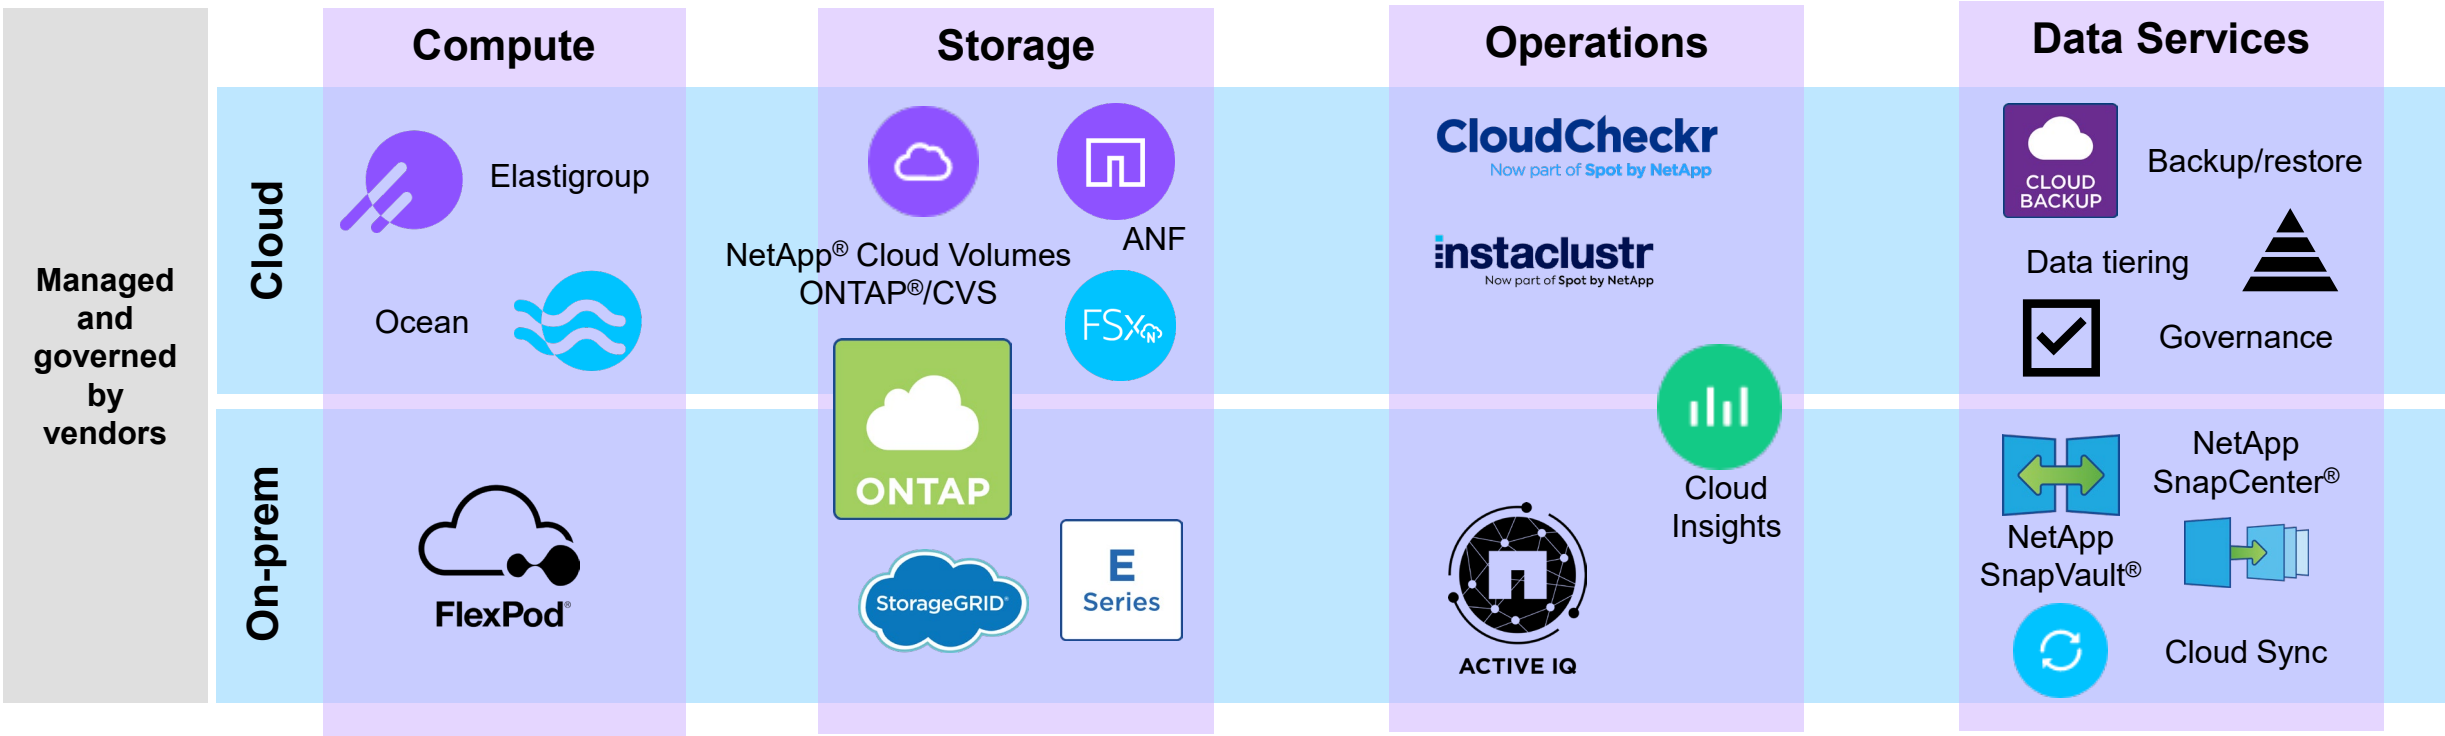 Managed
and
governed
by
vendors
Compute
Storage
Operations
Data Services
Cloud
Elastigroup
Ocean
NetApp® Cloud Volumes
ONTAP®/CVS
ANF
FSxN
CloudCheckr
Now part of Spot by NetApp
instaclustr
Now part of Spot by NetApp
CLOUD
BACKUP
Backup/restore
Data tiering
Governance
On-prem
FlexPod®
ONTAP
StorageGRID®
E
Series
ACTIVE IQ
Cloud
Insights
NetApp
SnapCenter®
NetApp
SnapVault®
Cloud Sync